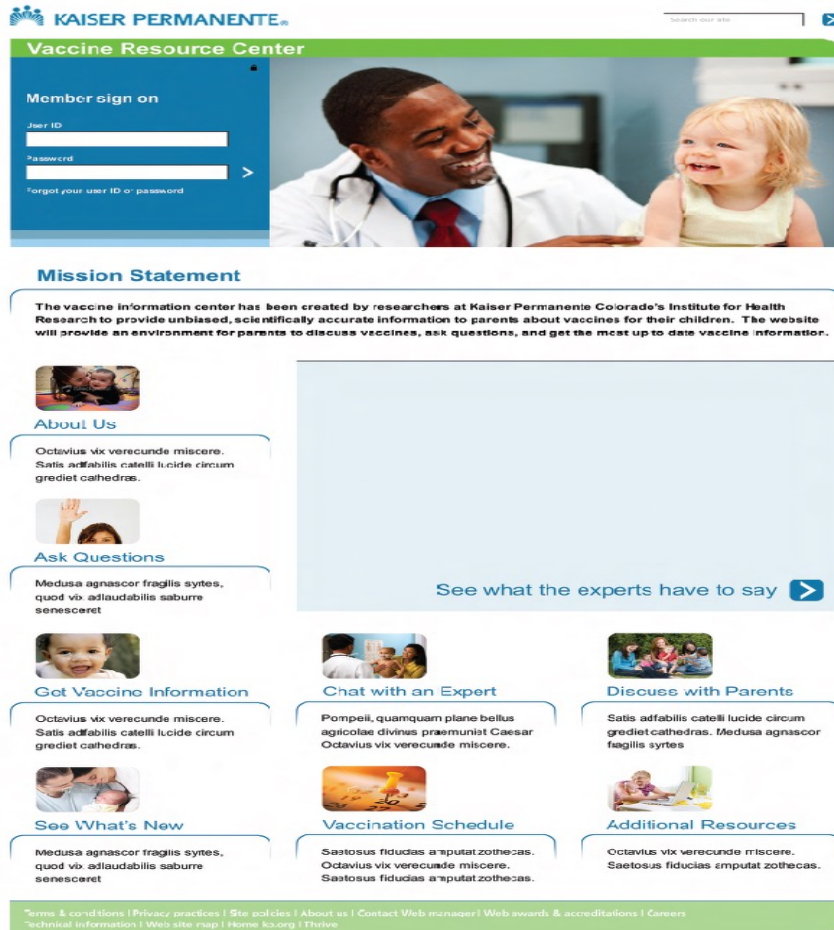 KAISER PERMANENTE®
Search our site
Vaccine Resource Center
Member sign on
User ID
Password
Forgot your user ID or password
Mission Statement
The vaccine information center has been created by researchers at Kaiser Permanente Colorado's Institute for Health
Research to provide unbiased, scientifically accurate information to parents about vaccines for their children. The website
will provide an environment for parents to discuss vaccines, ask questions, and get the most up to date vaccine information.
About Us
Octavius vix verecunde miscere.
Satis adfabilis catelli lucide circum
grediet cathedras.
Ask Questions
Medusa agnascor fragilis syrtes,
quod vix adlaudabilis saburre
senesceret
See what the experts have to say
Get Vaccine Information
Octavius vix verecunde miscere.
Satis adfabilis catelli lucide circum
grediet cathedras.
Chat with an Expert
Pompeii, quamquam plane bellus
agricolae divinus praemuniet Caesar
Octavius vix verecunde miscere.
Discuss with Parents
Satis adfabilis catelli lucide circum
grediet cathedras. Medusa agnascor
fragilis syrtes
See What's New
Medusa agnascor fragilis syrtes,
quod vix adlaudabilis saburre
senesceret
Vaccination Schedule
Saetosus fiducias amputat zothecas.
Octavius vix verecunde miscere.
Saetosus fiducias amputat zothecas.
Additional Resources
Octavius vix verecunde miscere.
Saetosus fiducias amputat zothecas.
Terms & conditions | Privacy practices | Site policies | About us | Contact Web manager | Web awards & accreditations | Careers
Technical information | Web site map | Home kp.org | Thrive